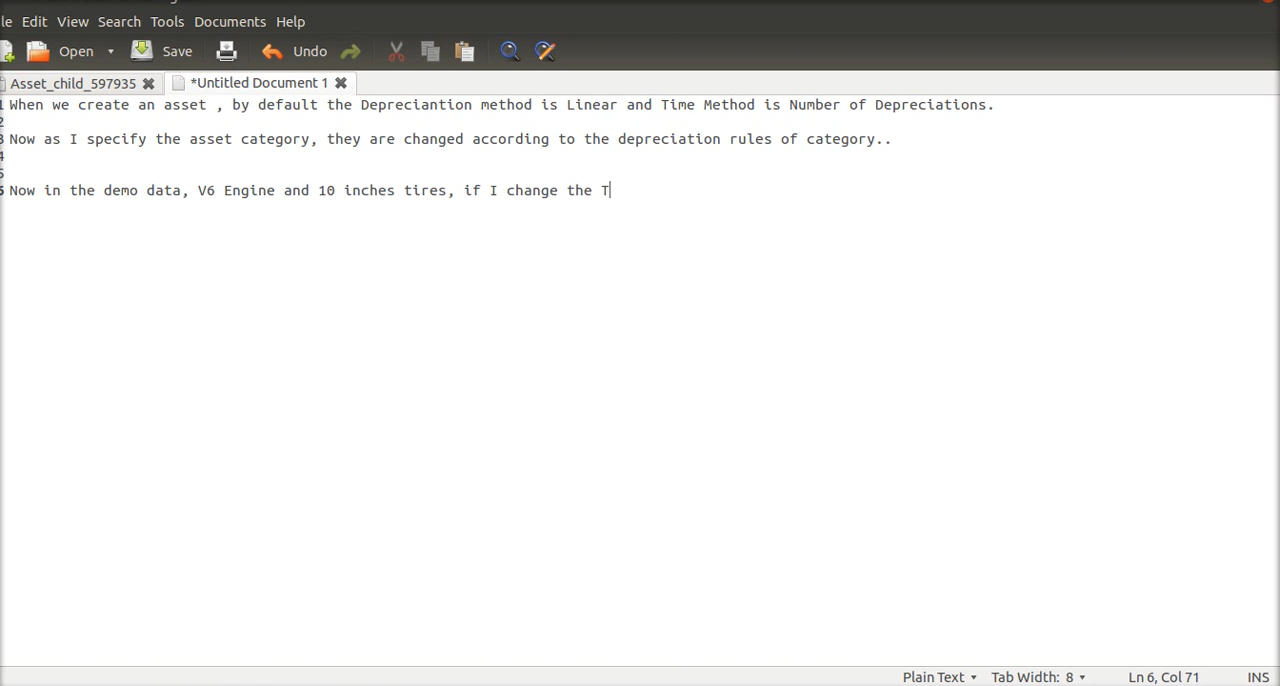 le Edit View Search Tools Documents Help
Open Save Undo
Asset_child_597935 *Untitled Document 1
1 When we create an asset , by default the Depreciantion method is Linear and Time Method is Number of Depreciations.
2
3 Now as I specify the asset category, they are changed according to the depreciation rules of category..
4
5
6 Now in the demo data, V6 Engine and 10 inches tires, if I change the T
Plain Text Tab Width: 8 Ln 6, Col 71 INS